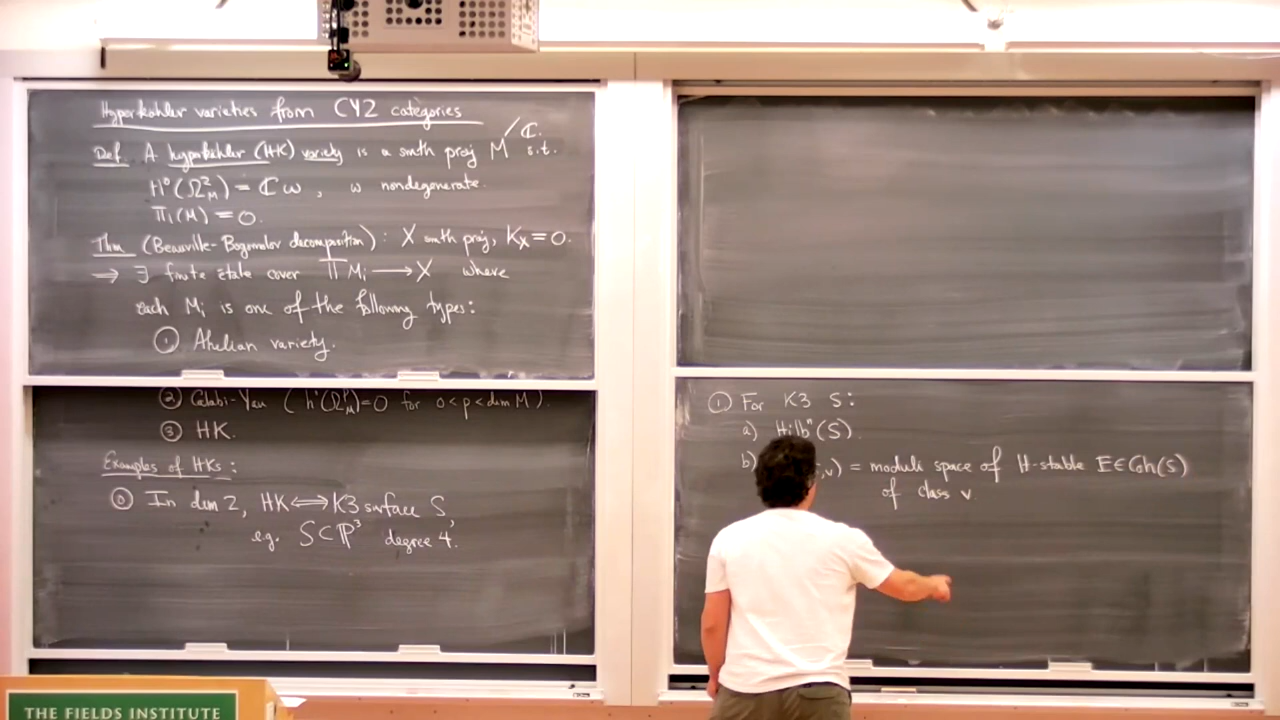 Hyperkähler varieties from CY2 categories
Def. A hyperkähler (HK) variety is a smth proj M/ℂ s.t.
H⁰(Ω²_M) = ℂω, ω nondegenerate.
π₁(M) = 0.
Thm (Beauville-Bogomolov decomposition): X smth proj, K_X = 0.
⟹ ∃ finite étale cover ∏ M_i ⟶ X where
each M_i is one of the following types:
① Abelian variety.
② Calabi-Yau (h⁰(Ω^p_M)=0 for 0<p<dim M).
③ HK.
Examples of HKs:
⓪ In dim 2, HK ⟺ K3 surface S,
e.g. S ⊂ ℙ³ degree 4.
① For K3 S:
a) Hilbⁿ(S).
b) ,v) = moduli space of H-stable E∈Coh(S)
of class v
THE FIELDS INSTITUTE